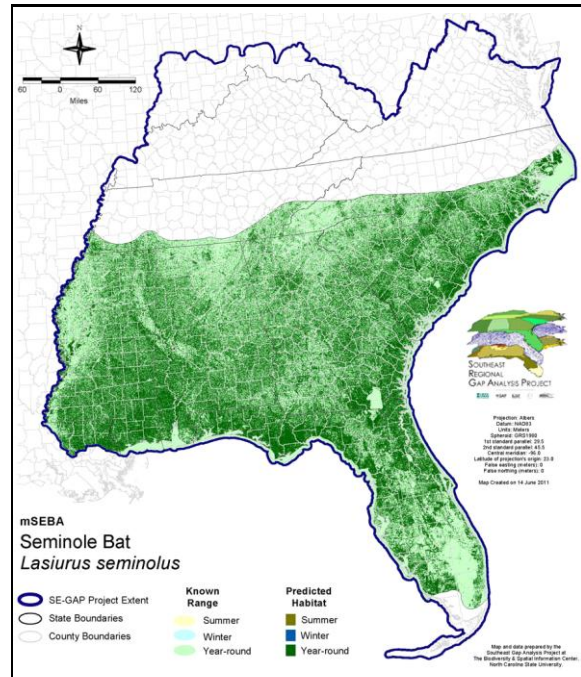 N
60 0 60 120
Miles
SOUTHEAST
REGIONAL
GAP ANALYSIS PROJECT
Projection: Albers
Datum: NAD83
Units: Meters
Spheroid: GRS1980
1st standard parallel: 29.5
2nd standard parallel: 45.5
Central meridian: -96.0
Latitude of projection's origin: 23.0
False easting (meters): 0
False northing (meters): 0
Map Created on 14 June 2011
mSEBA
Seminole Bat
Lasiurus seminolus
SE-GAP Project Extent
State Boundaries
County Boundaries
Known
Range
Summer
Winter
Year-round
Predicted
Habitat
Summer
Winter
Year-round
Map and data prepared by the
Southeast Gap Analysis Project at
The Biodiversity & Spatial Information Center,
North Carolina State University.